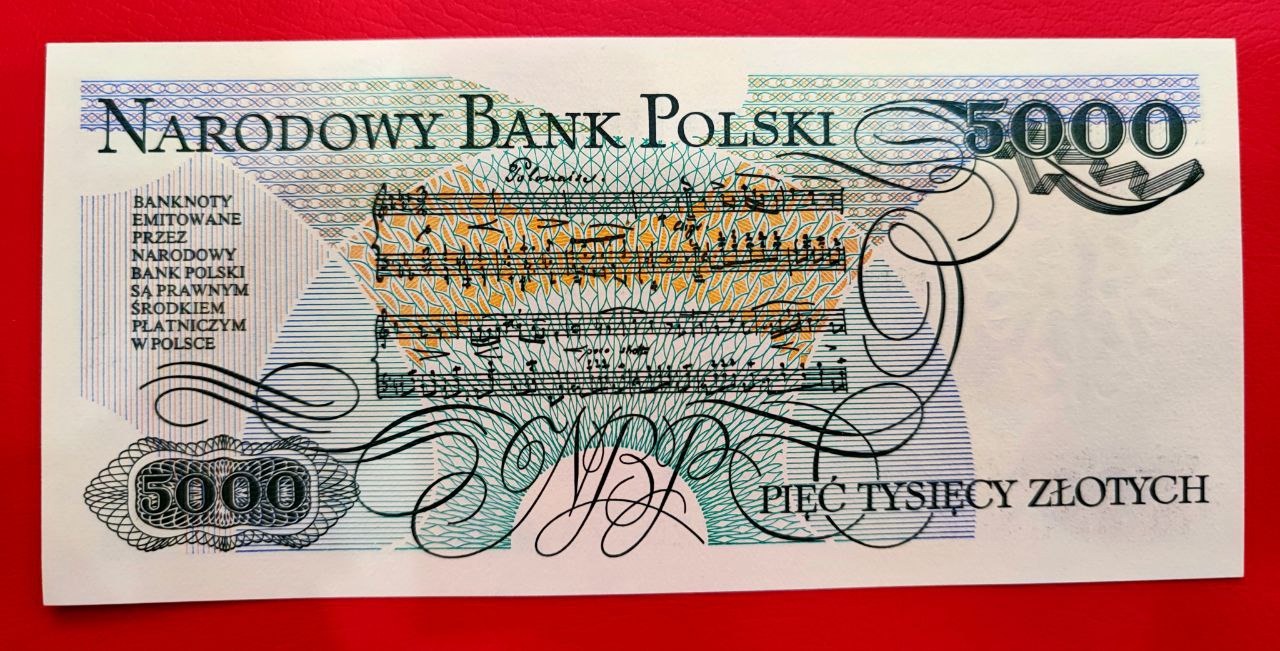 NARODOWY BANK POLSKI
5000
Polonaise.
BANKNOTY
EMITOWANE
PRZEZ
NARODOWY
BANK POLSKI
SĄ PRAWNYM
ŚRODKIEM
PŁATNICZYM
W POLSCE
NBP
5000
PIĘĆ TYSIĘCY ZŁOTYCH